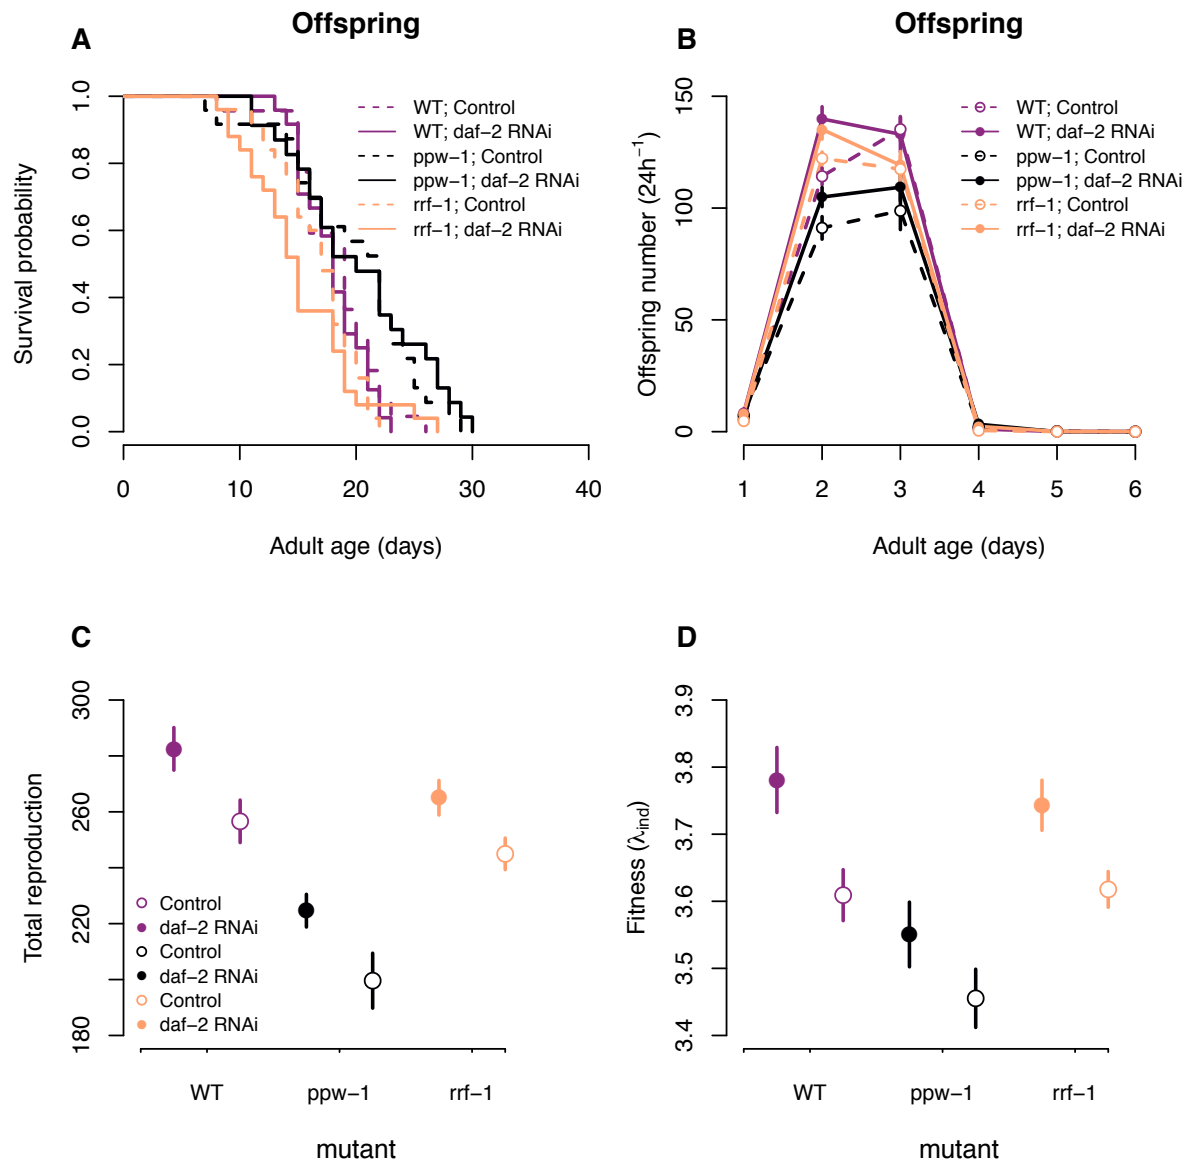 A
Offspring
Survival probability
1.0
0.8
0.6
0.4
0.2
0.0
WT; Control
WT; daf−2 RNAi
ppw−1; Control
ppw−1; daf−2 RNAi
rrf−1; Control
rrf−1; daf−2 RNAi
0 10 20 30 40
Adult age (days)
B
Offspring
Offspring number (24h−1)
150
100
50
0
WT; Control
WT; daf−2 RNAi
ppw−1; Control
ppw−1; daf−2 RNAi
rrf−1; Control
rrf−1; daf−2 RNAi
1 2 3 4 5 6
Adult age (days)
C
Total reproduction
300
260
220
180
Control
daf−2 RNAi
Control
daf−2 RNAi
Control
daf−2 RNAi
WT ppw−1 rrf−1
mutant
D
Fitness (λind)
3.9
3.8
3.7
3.6
3.5
3.4
WT ppw−1 rrf−1
mutant